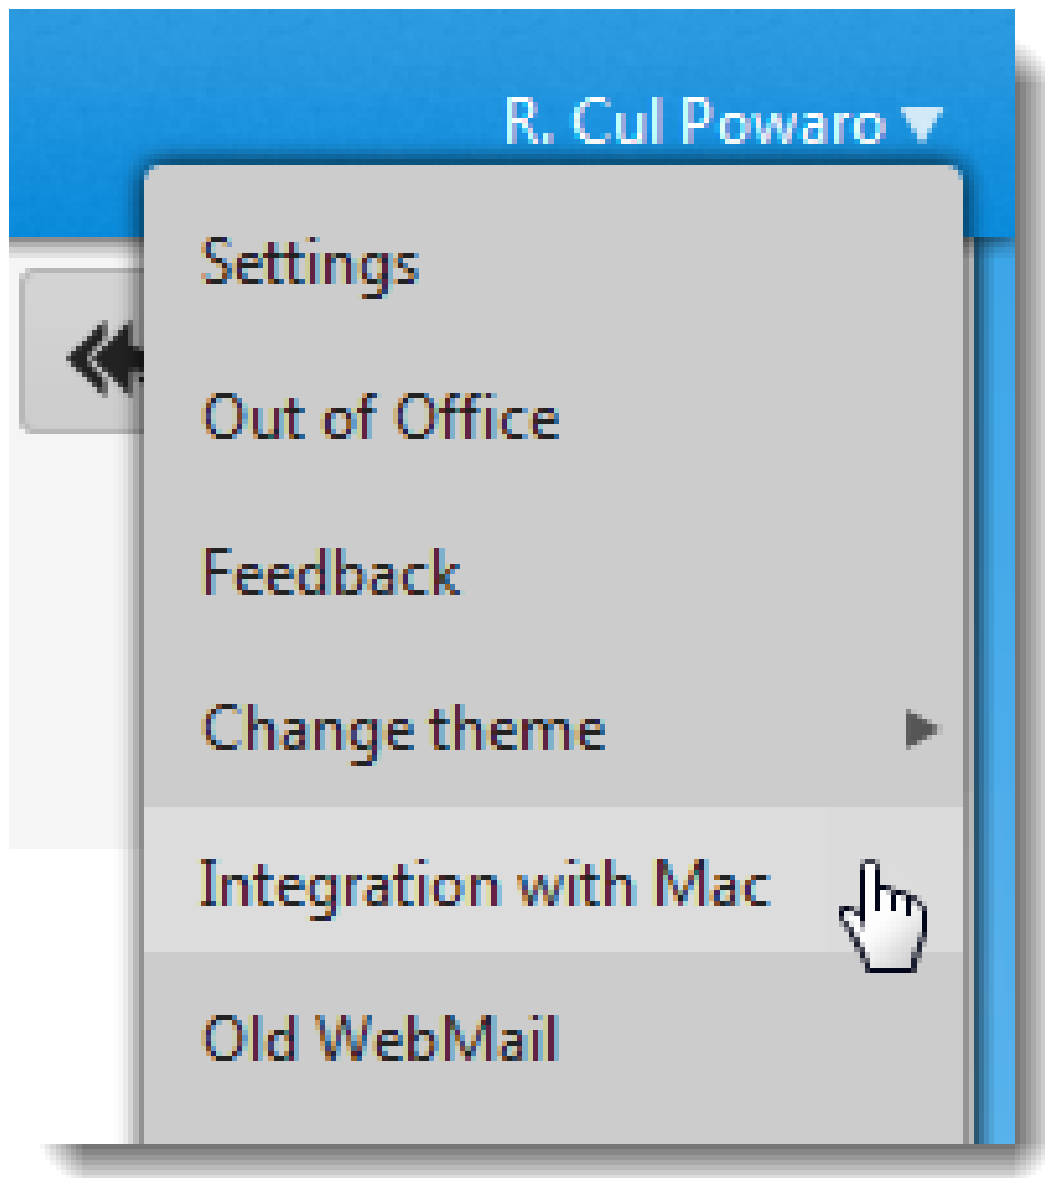 R. Cul Powaro
Settings
Out of Office
Feedback
Change theme
Integration with Mac
Old WebMail